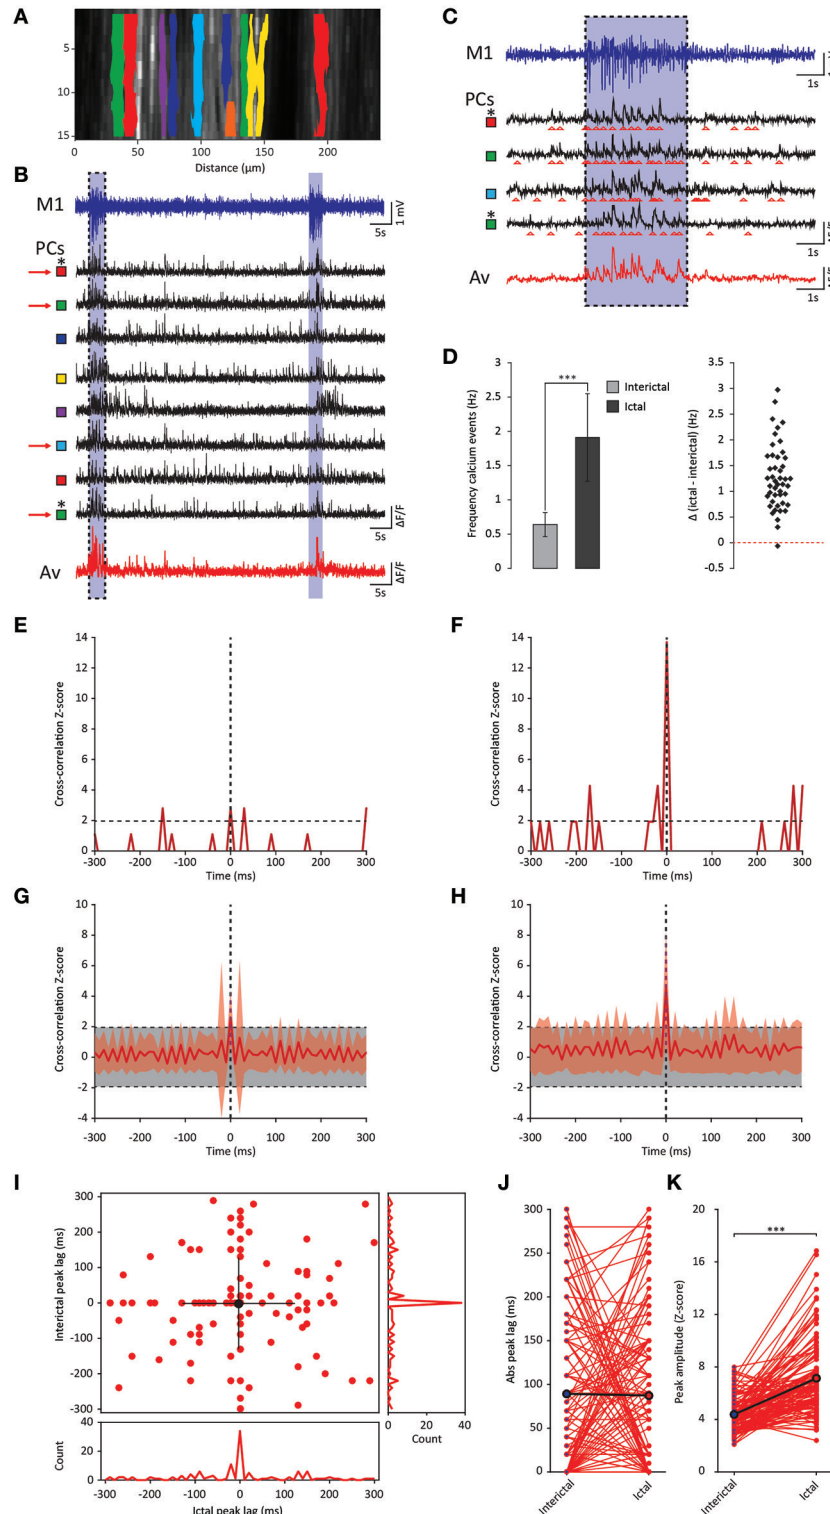 A
5
10
15
0
50
100
150
200
Distance (µm)
B
M1
1 mV
5s
PCs
*
*
ΔF/F
5s
Av
ΔF/F
5s
C
M1
1s
PCs
*
*
1s
Av
1s
D
Frequency calcium events (Hz)
3
2.5
2
1.5
1
0.5
0
***
Interictal
Ictal
Δ (ictal - interictal) (Hz)
3.5
3
2.5
2
1.5
1
0.5
0
-0.5
E
Cross-correlation Z-score
14
12
10
8
6
4
2
0
-300
-200
-100
0
100
200
300
Time (ms)
F
Cross-correlation Z-score
14
12
10
8
6
4
2
0
-300
-200
-100
0
100
200
300
Time (ms)
G
Cross-correlation Z-score
10
8
6
4
2
0
-2
-4
-300
-200
-100
0
100
200
300
Time (ms)
H
Cross-correlation Z-score
10
8
6
4
2
0
-2
-4
-300
-200
-100
0
100
200
300
Time (ms)
I
Interictal peak lag (ms)
300
200
100
0
-100
-200
-300
0
20
40
Count
Count
40
20
0
-300
-200
-100
0
100
200
300
Ictal peak lag (ms)
J
Abs peak lag (ms)
300
250
200
150
100
50
0
Interictal
Ictal
K
Peak amplitude (Z-score)
20
16
12
8
4
0
***
Interictal
Ictal